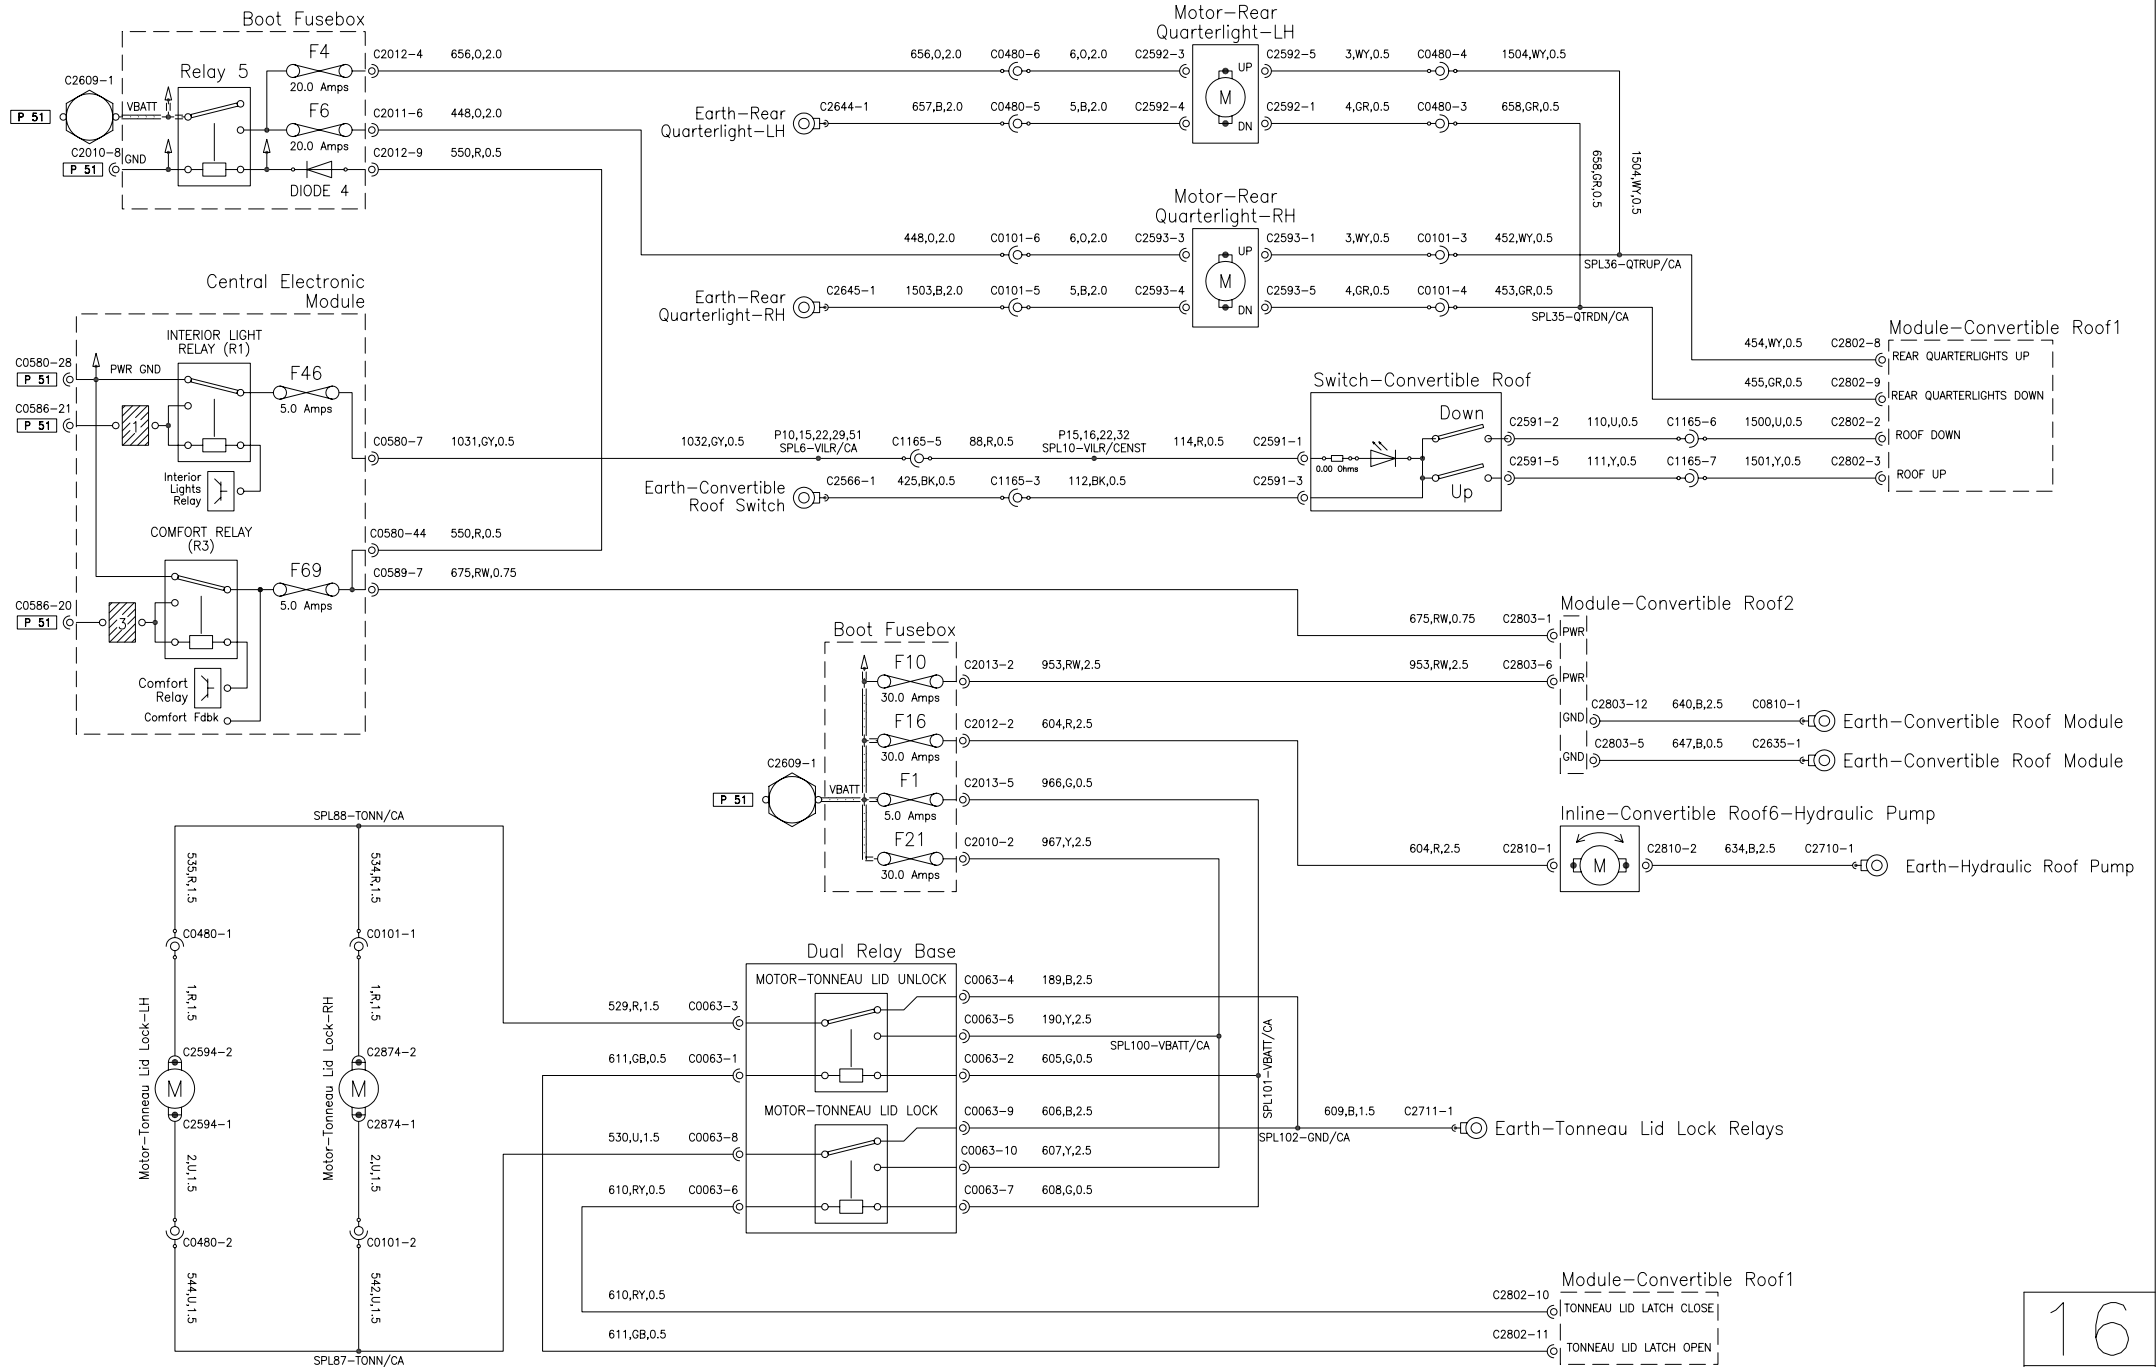 Boot Fusebox
C2609-1
P 51
VBATT
C2010-8
P 51
GND
Relay 5
F4
20.0 Amps
F6
20.0 Amps
DIODE 4
C2012-4 656,O,2.0
C2011-6 448,O,2.0
C2012-9 550,R,0.5
Motor-Rear
Quarterlight-LH
656,O,2.0 C0480-6 6,O,2.0 C2592-3
UP
M
DN
C2592-5 3,WY,0.5 C0480-4 1504,WY,0.5
Earth-Rear
Quarterlight-LH
C2644-1 657,B,2.0 C0480-5 5,B,2.0 C2592-4
C2592-1 4,GR,0.5 C0480-3 658,GR,0.5
658,GR,0.5
1504,WY,0.5
Motor-Rear
Quarterlight-RH
448,O,2.0 C0101-6 6,O,2.0 C2593-3
UP
M
DN
C2593-1 3,WY,0.5 C0101-3 452,WY,0.5
SPL36-QTRUP/CA
Earth-Rear
Quarterlight-RH
C2645-1 1503,B,2.0 C0101-5 5,B,2.0 C2593-4
C2593-5 4,GR,0.5 C0101-4 453,GR,0.5
SPL35-QTRDN/CA
Module-Convertible Roof1
454,WY,0.5 C2802-8
REAR QUARTERLIGHTS UP
455,GR,0.5 C2802-9
REAR QUARTERLIGHTS DOWN
1500,U,0.5 C2802-2
ROOF DOWN
1501,Y,0.5 C2802-3
ROOF UP
Central Electronic
Module
INTERIOR LIGHT
RELAY (R1)
C0580-28
P 51
PWR GND
C0586-21
P 51
1
F46
5.0 Amps
Interior
Lights
Relay
COMFORT RELAY
(R3)
F69
5.0 Amps
C0586-20
P 51
3
Comfort
Relay
Comfort Fdbk
C0580-7 1031,GY,0.5
C0580-44 550,R,0.5
C0589-7 675,RW,0.75
1032,GY,0.5
P10,15,22,29,51
SPL6-VILR/CA
C1165-5 88,R,0.5
P15,16,22,32
SPL10-VILR/CENST
114,R,0.5 C2591-1
Earth-Convertible
Roof Switch
C2566-1 425,BK,0.5 C1165-3 112,BK,0.5 C2591-3
Switch-Convertible Roof
0.00 Ohms
Down
Up
C2591-2 110,U,0.5 C1165-6
C2591-5 111,Y,0.5 C1165-7
Module-Convertible Roof2
675,RW,0.75 C2803-1
PWR
953,RW,2.5 C2803-6
PWR
GND
C2803-12 640,B,2.5 C0810-1
Earth-Convertible Roof Module
GND
C2803-5 647,B,0.5 C2635-1
Earth-Convertible Roof Module
Boot Fusebox
C2609-1
P 51
VBATT
F10
30.0 Amps
F16
30.0 Amps
F1
5.0 Amps
F21
30.0 Amps
C2013-2 953,RW,2.5
C2012-2 604,R,2.5
C2013-5 966,G,0.5
C2010-2 967,Y,2.5
Inline-Convertible Roof6-Hydraulic Pump
604,R,2.5 C2810-1
M
C2810-2 634,B,2.5 C2710-1
Earth-Hydraulic Roof Pump
SPL88-TONN/CA
535,R,1.5
534,R,1.5
C0480-1
C0101-1
1,R,1.5
1,R,1.5
Motor-Tonneau Lid Lock-LH
Motor-Tonneau Lid Lock-RH
C2594-2
C2874-2
M
M
C2594-1
C2874-1
2,U,1.5
2,U,1.5
C0480-2
C0101-2
544,U,1.5
542,U,1.5
SPL87-TONN/CA
Dual Relay Base
MOTOR-TONNEAU LID UNLOCK
529,R,1.5 C0063-3
611,GB,0.5 C0063-1
C0063-4 189,B,2.5
C0063-5 190,Y,2.5
SPL100-VBATT/CA
C0063-2 605,G,0.5
SPL101-VBATT/CA
MOTOR-TONNEAU LID LOCK
530,U,1.5 C0063-8
610,RY,0.5 C0063-6
C0063-9 606,B,2.5
C0063-10 607,Y,2.5
C0063-7 608,G,0.5
SPL102-GND/CA
609,B,1.5 C2711-1
Earth-Tonneau Lid Lock Relays
Module-Convertible Roof1
610,RY,0.5 C2802-10
TONNEAU LID LATCH CLOSE
611,GB,0.5 C2802-11
TONNEAU LID LATCH OPEN
16